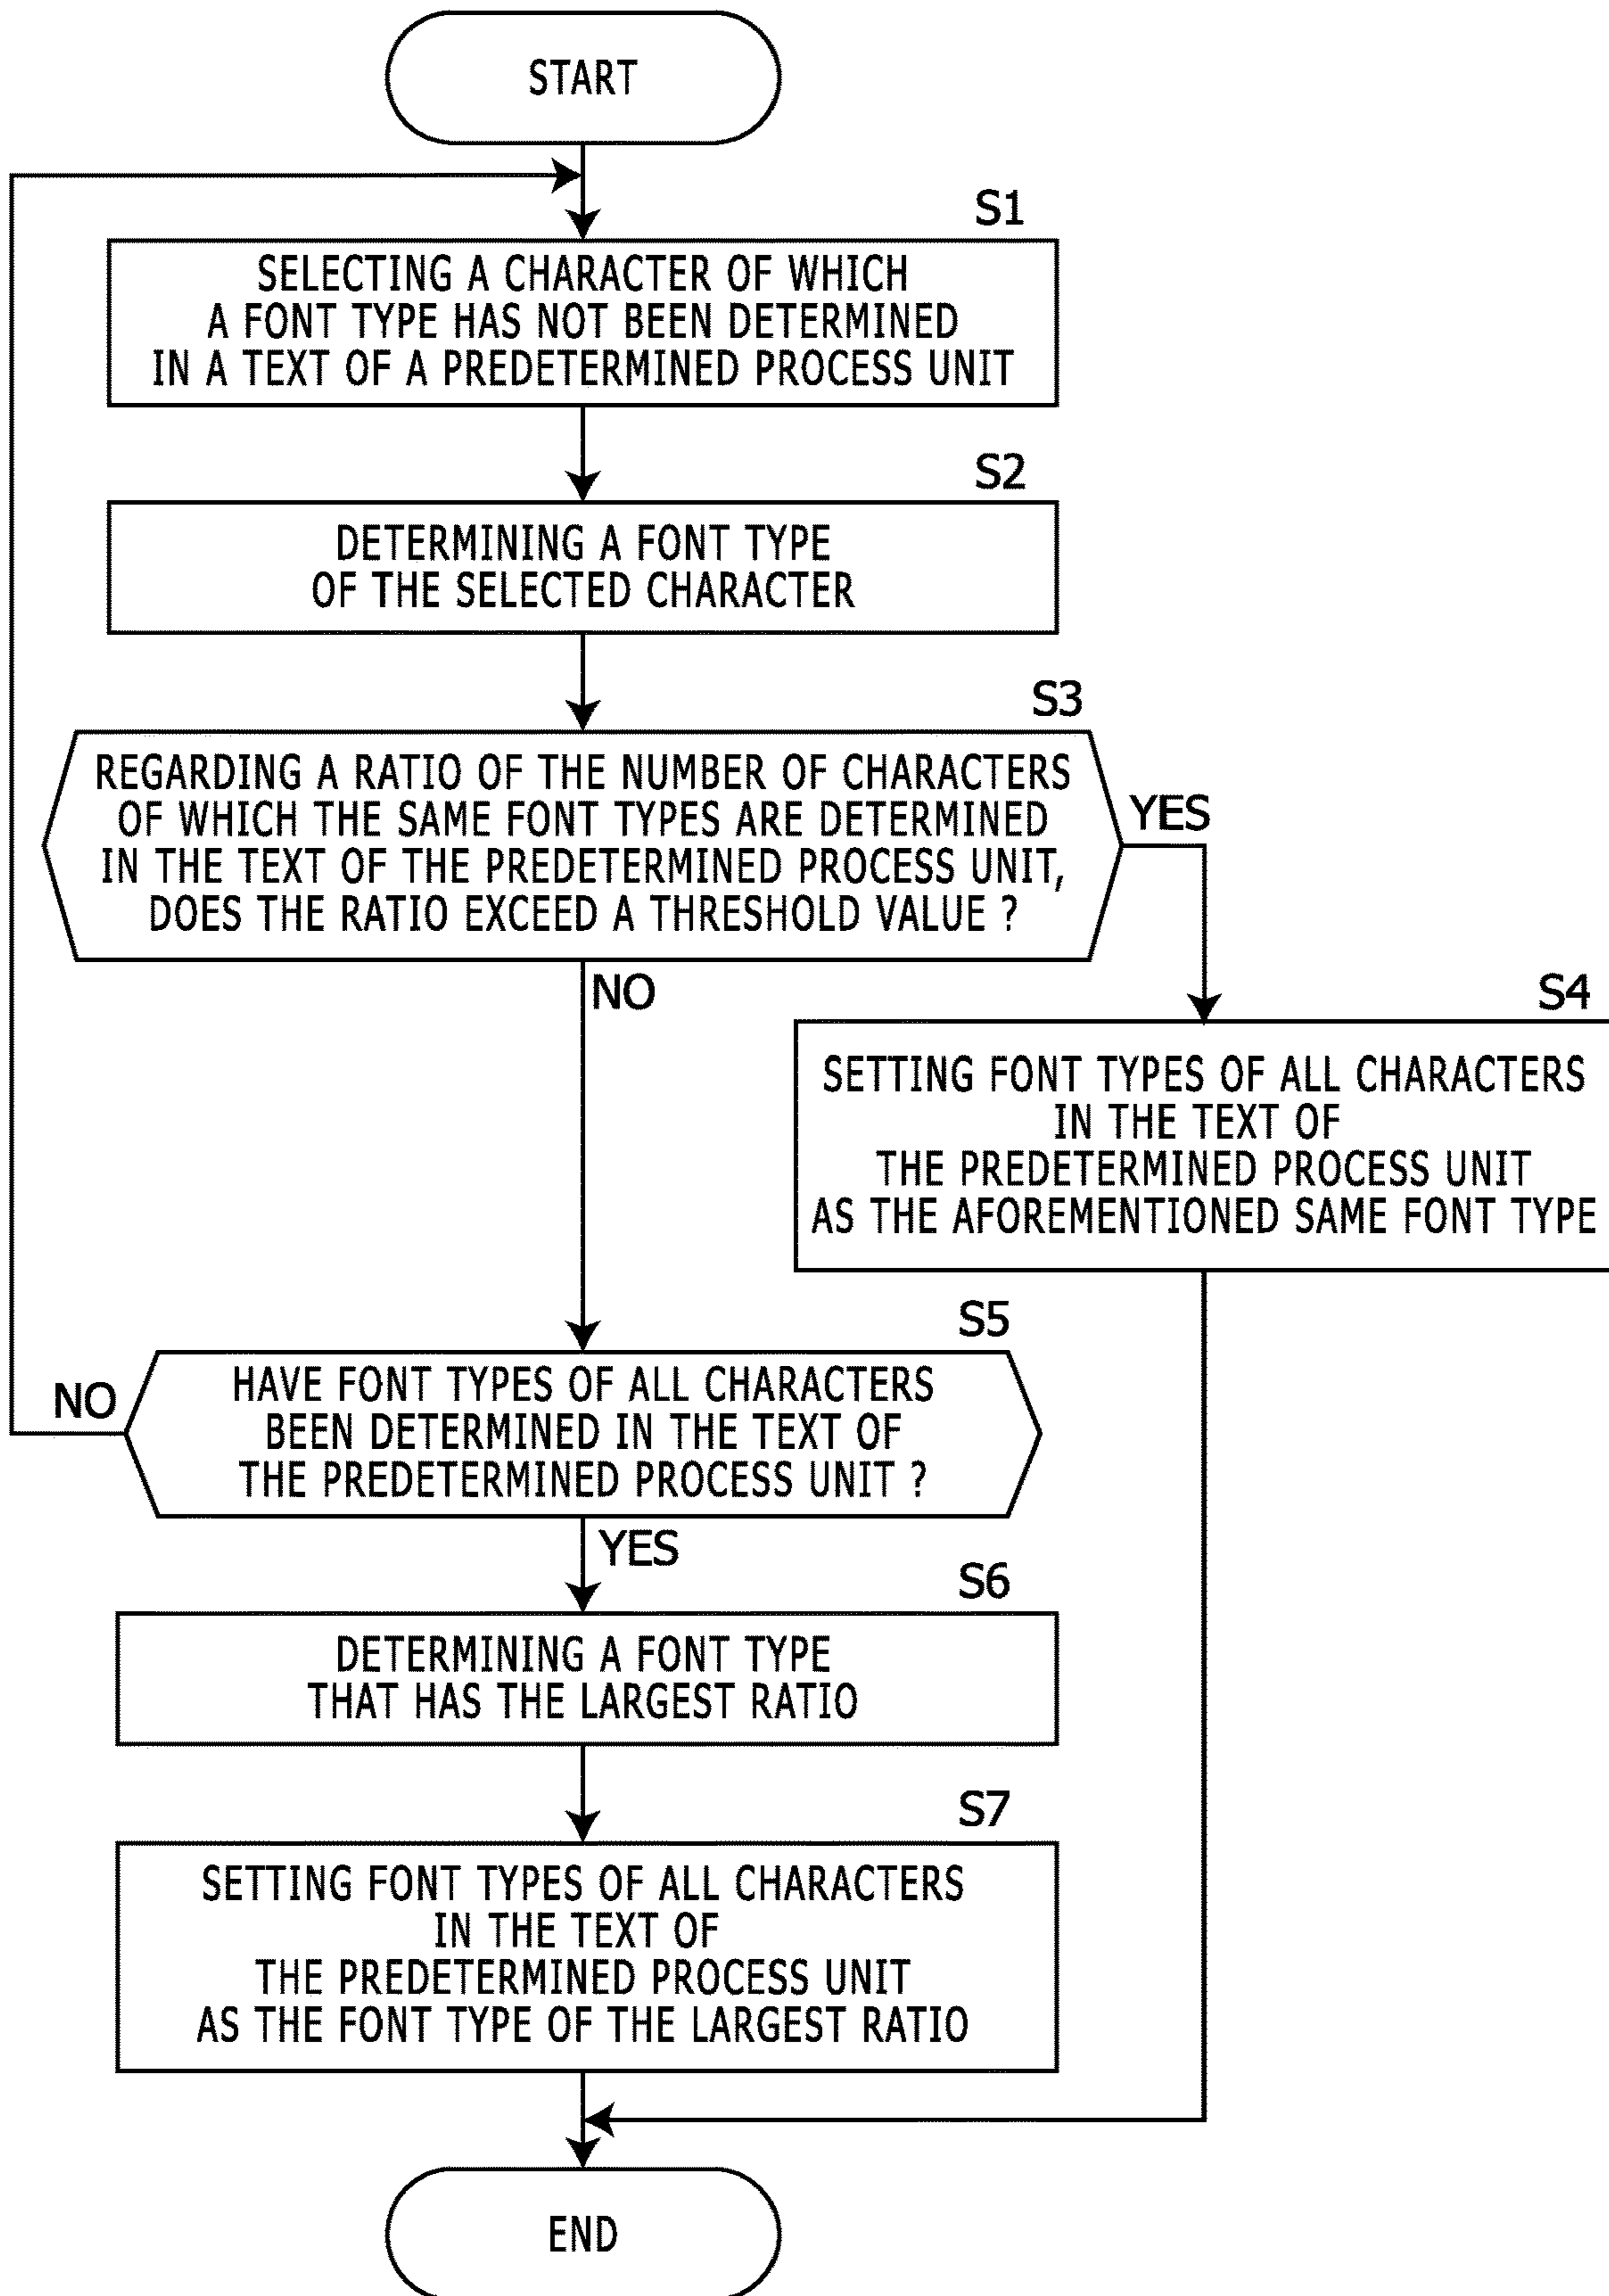 START
S1
SELECTING A CHARACTER OF WHICH
A FONT TYPE HAS NOT BEEN DETERMINED
IN A TEXT OF A PREDETERMINED PROCESS UNIT
S2
DETERMINING A FONT TYPE
OF THE SELECTED CHARACTER
S3
REGARDING A RATIO OF THE NUMBER OF CHARACTERS
OF WHICH THE SAME FONT TYPES ARE DETERMINED
IN THE TEXT OF THE PREDETERMINED PROCESS UNIT,
DOES THE RATIO EXCEED A THRESHOLD VALUE ?
YES
NO
S4
SETTING FONT TYPES OF ALL CHARACTERS
IN THE TEXT OF
THE PREDETERMINED PROCESS UNIT
AS THE AFOREMENTIONED SAME FONT TYPE
S5
HAVE FONT TYPES OF ALL CHARACTERS
BEEN DETERMINED IN THE TEXT OF
THE PREDETERMINED PROCESS UNIT ?
NO
YES
S6
DETERMINING A FONT TYPE
THAT HAS THE LARGEST RATIO
S7
SETTING FONT TYPES OF ALL CHARACTERS
IN THE TEXT OF
THE PREDETERMINED PROCESS UNIT
AS THE FONT TYPE OF THE LARGEST RATIO
END